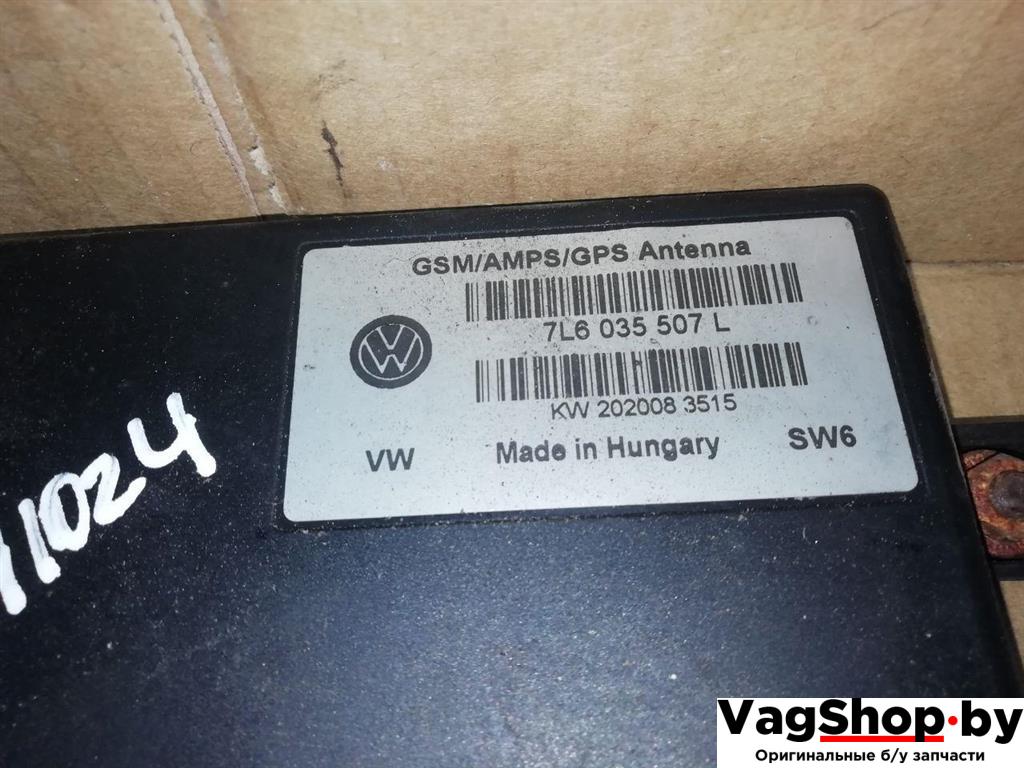 GSM/AMPS/GPS Antenna
7L6 035 507 L
KW 202008 3515
VW Made in Hungary SW6
11024
VagShop.by
Оригинальные б/у запчасти